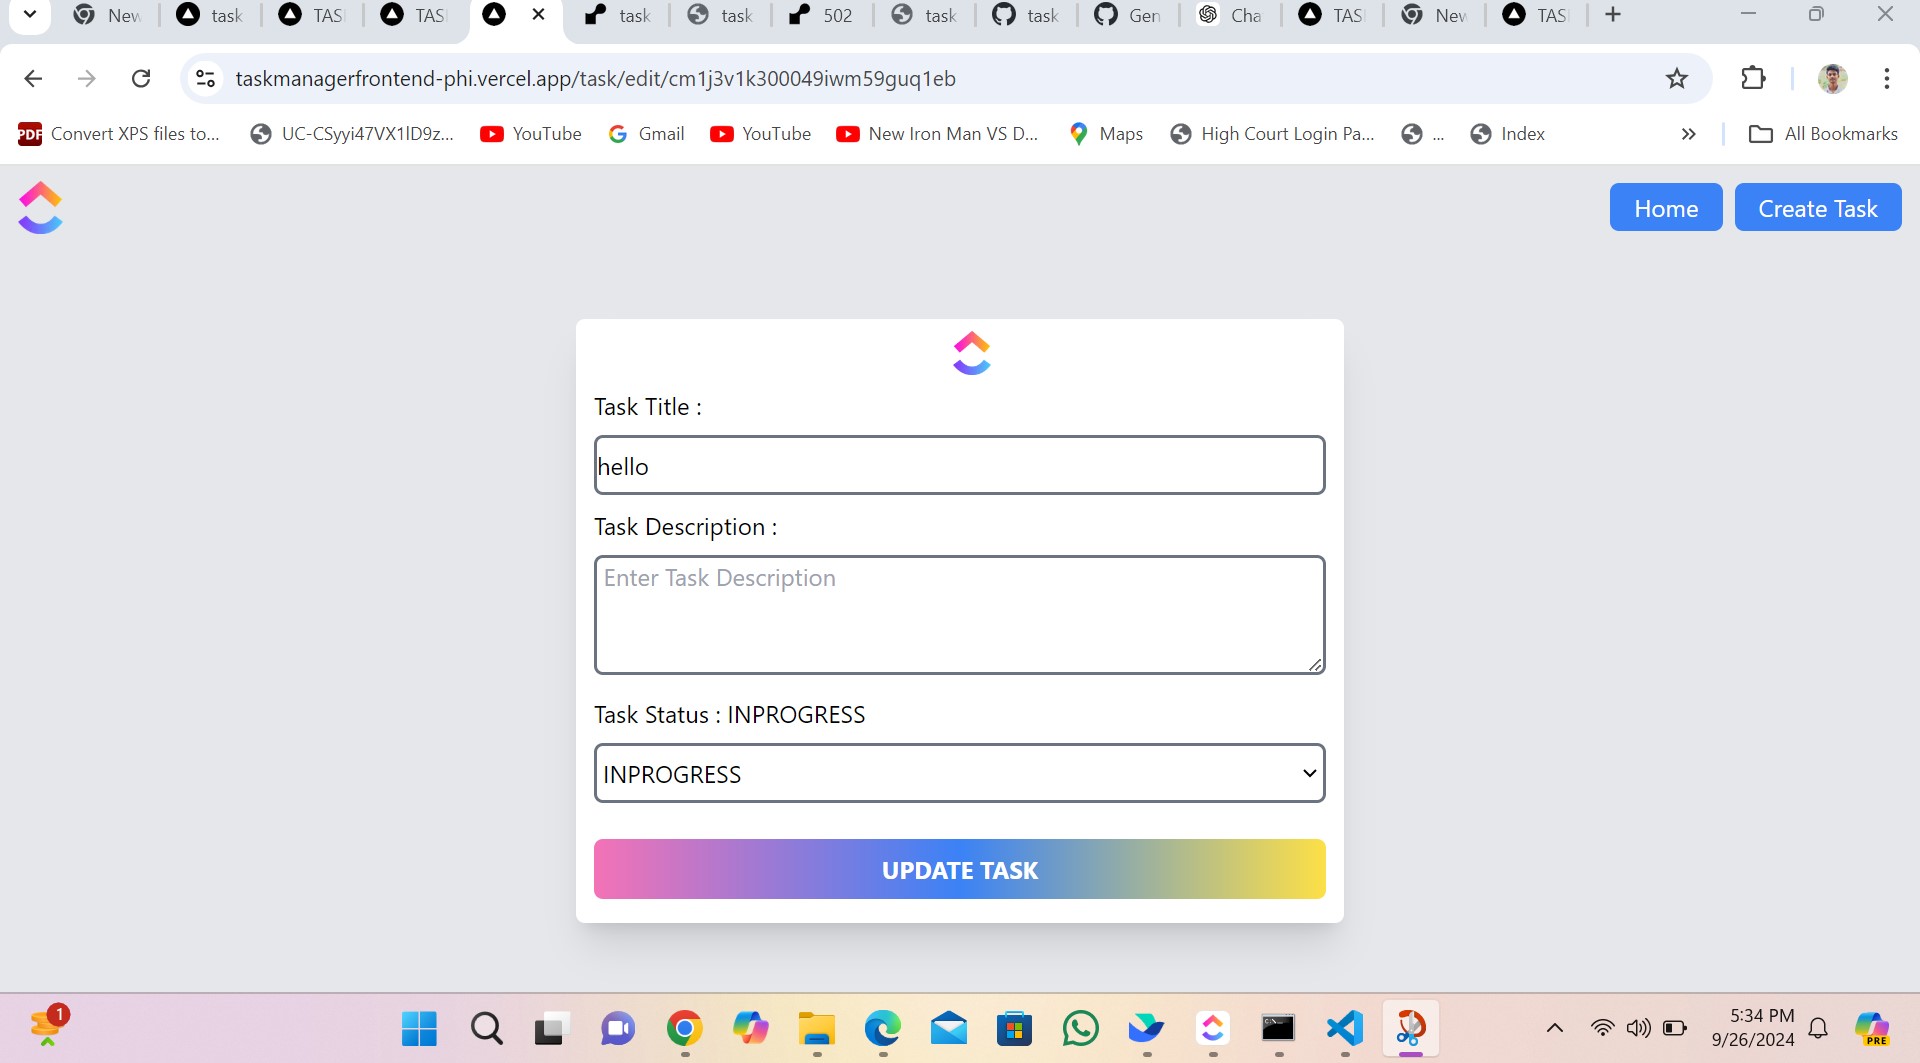 New
task
TAS
TAS
task
task
502
task
task
Gen
Cha
TAS
New
TAS
taskmanagerfrontend-phi.vercel.app/task/edit/cm1j3v1k300049iwm59guq1eb
PDF Convert XPS files to... UC-CSyyi47VX1lD9z... YouTube Gmail YouTube New Iron Man VS D... Maps High Court Login Pa... ... Index » All Bookmarks
Home Create Task
Task Title :
hello
Task Description :
Enter Task Description
Task Status : INPROGRESS
INPROGRESS
UPDATE TASK
1
5:34 PM
9/26/2024
PRE